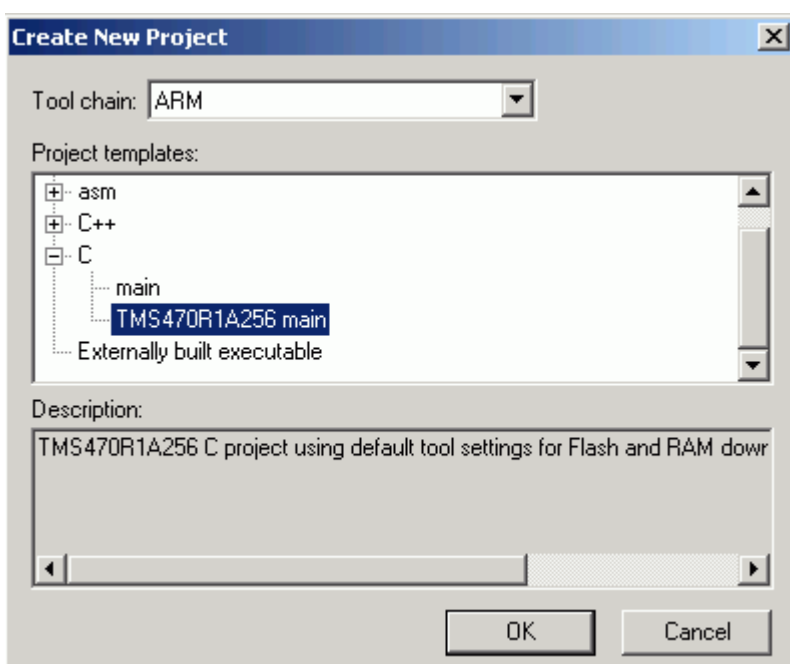 Create New Project
Tool chain: ARM
Project templates:
asm
C++
C
main
TMS470R1A256 main
Externally built executable
Description:
TMS470R1A256 C project using default tool settings for Flash and RAM dowr
OK Cancel